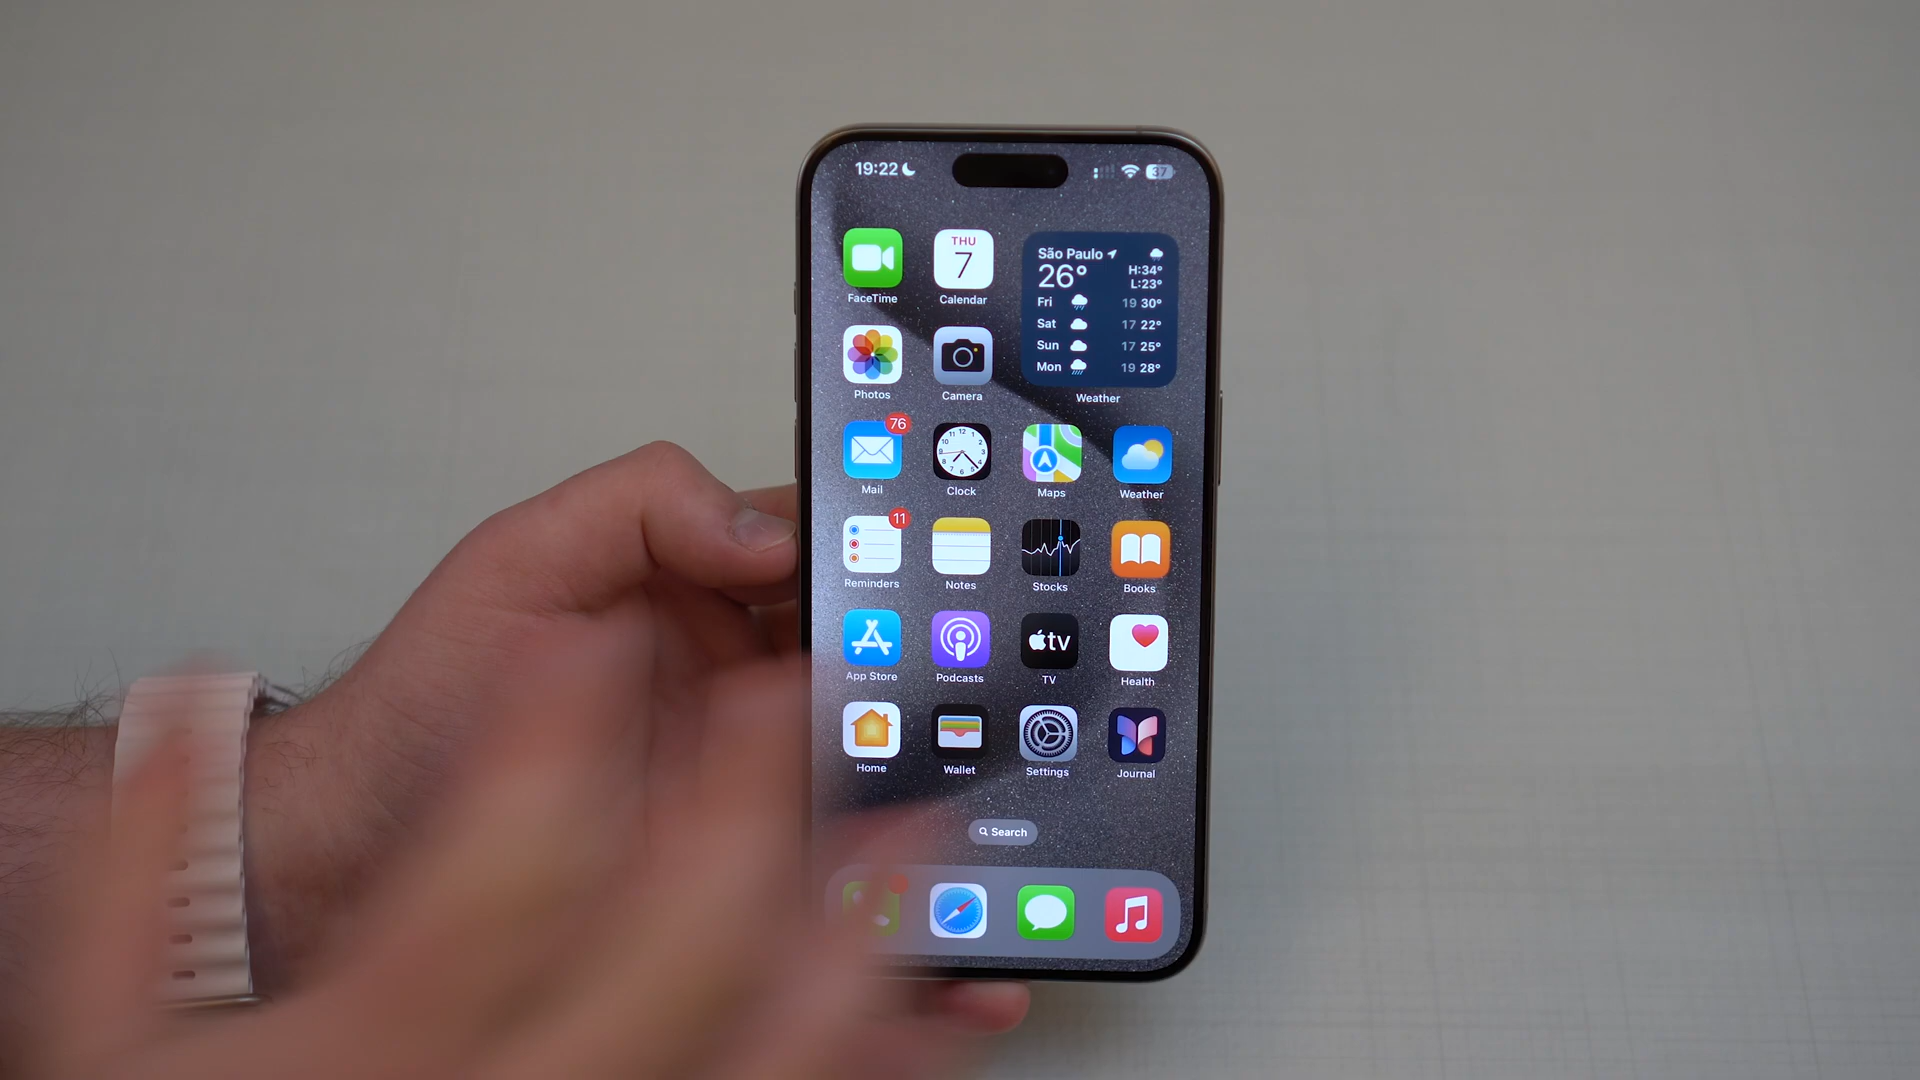 19:22
37
THU
7
São Paulo
26°
H:34°
L:23°
Fri 19 30°
Sat 17 22°
Sun 17 25°
Mon 19 28°
FaceTime
Calendar
Photos
Camera
Weather
76
12
Mail
Clock
Maps
Weather
11
Reminders
Notes
Stocks
Books
tv
App Store
Podcasts
TV
Health
Home
Wallet
Settings
Journal
Search